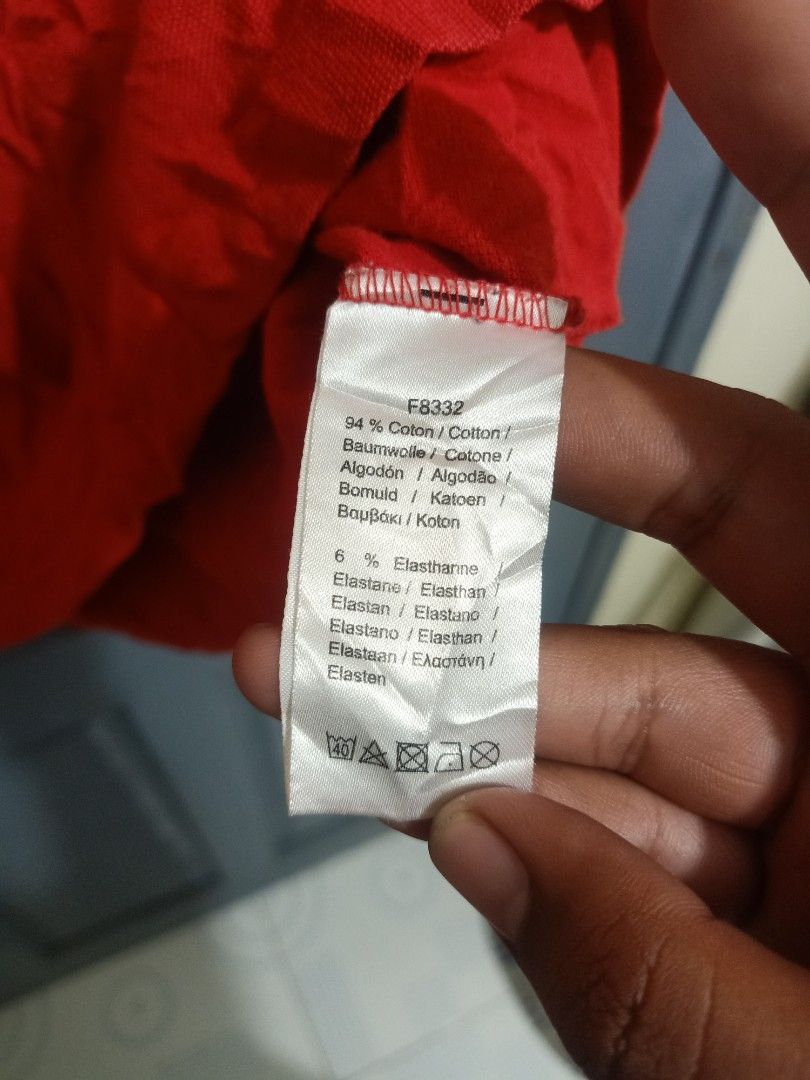 F8332
94 % Coton / Cotton /
Baumwolle / Cotone /
Algodón / Algodão /
Bomuld / Katoen /
Βαμβάκι / Koton
6 % Elasthanne /
Elastane / Elasthan /
Elastan / Elastano /
Elastano / Elasthan /
Elastaan / Ελαστάνη /
Elasten
40